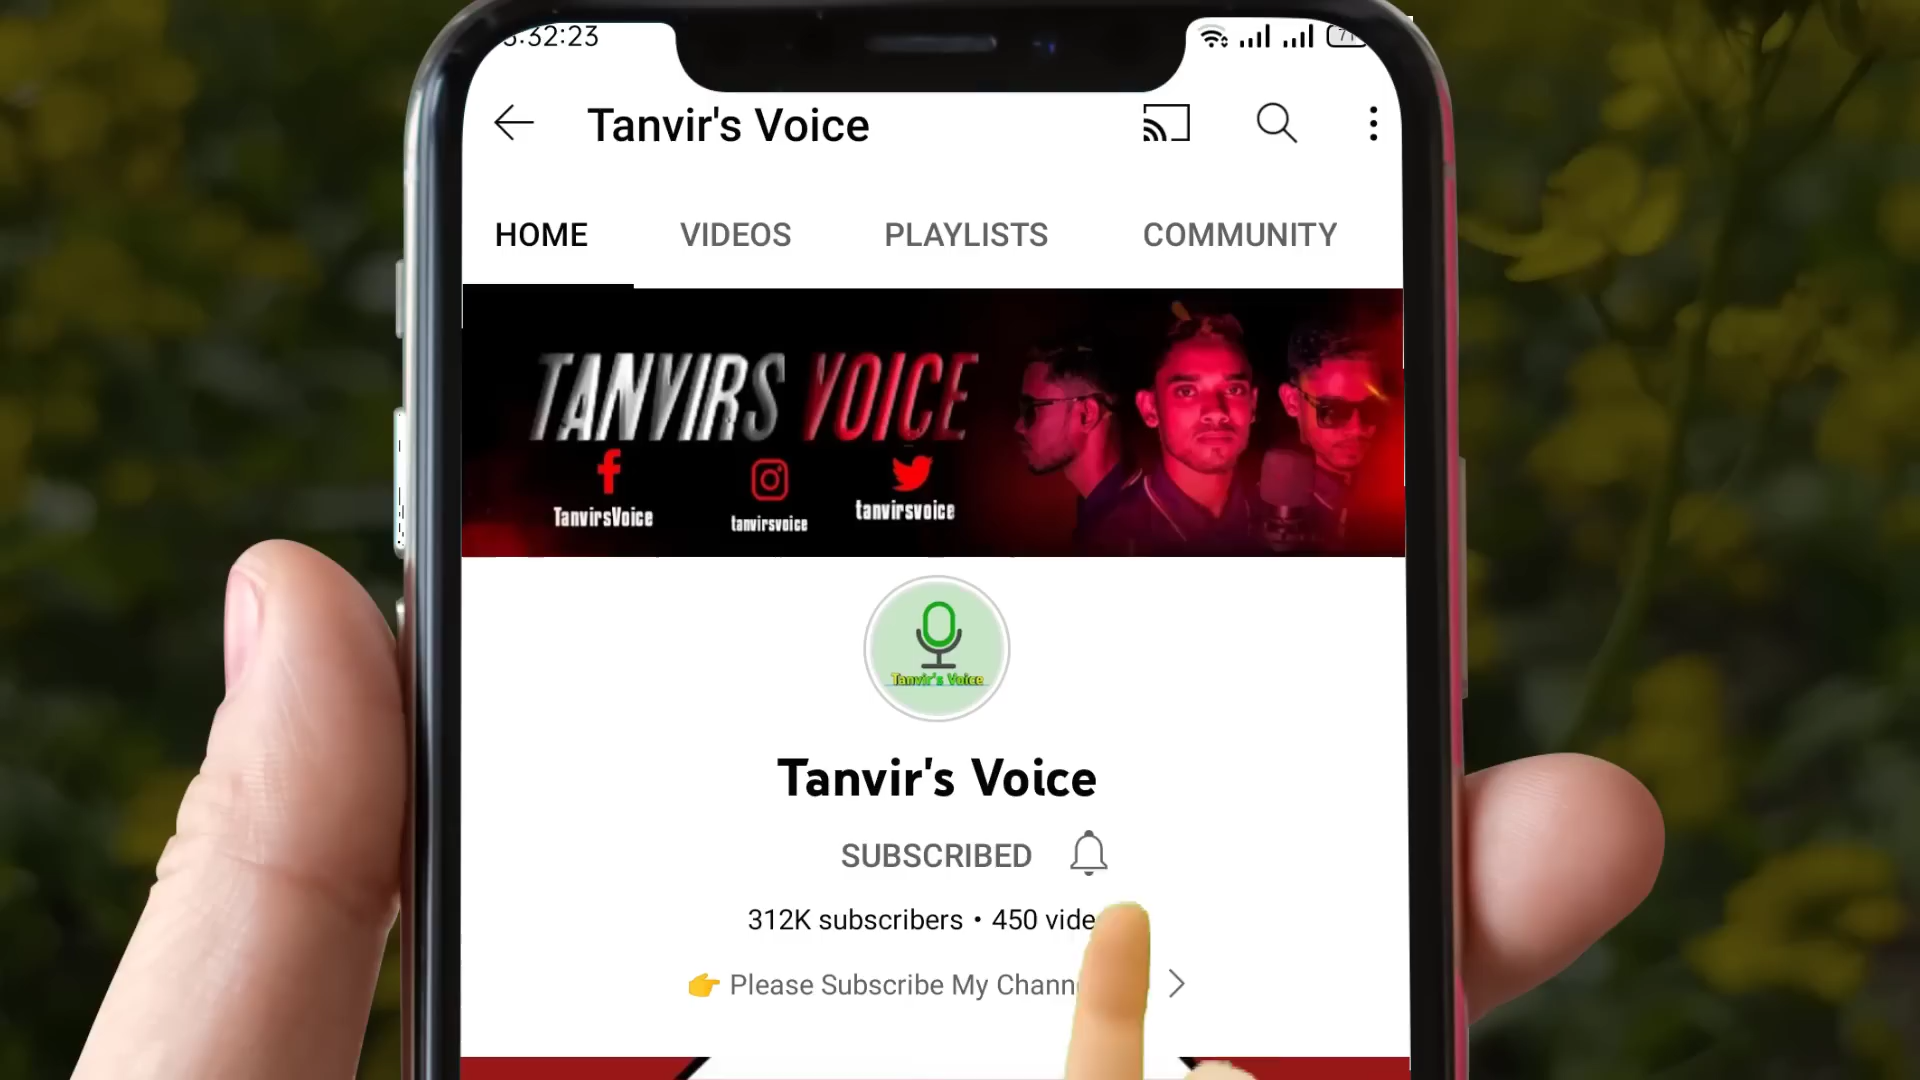 :32:23
71
Tanvir's Voice
HOME VIDEOS PLAYLISTS COMMUNITY
TANVIRS VOICE
TanvirsVoice tanvirsvoice tanvirsvoice
Tanvir's Voice
Tanvir's Voice
SUBSCRIBED
312K subscribers • 450 vide
👉 Please Subscribe My Chann